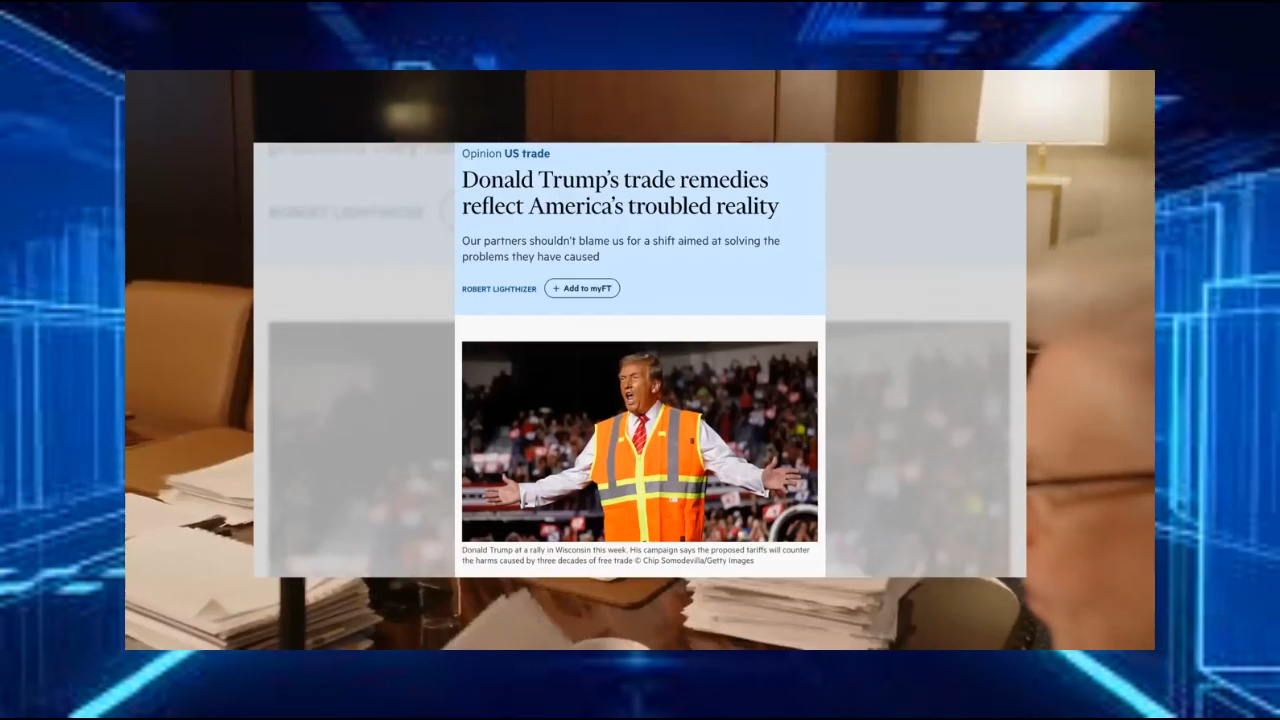 Opinion US trade
Donald Trump's trade remedies
reflect America's troubled reality
Our partners shouldn't blame us for a shift aimed at solving the
problems they have caused
ROBERT LIGHTHIZER + Add to myFT
Donald Trump at a rally in Wisconsin this week. His campaign says the proposed tariffs will counter
the harms caused by three decades of free trade © Chip Somodevilla/Getty Images
ROBERT LIGHTHIZER